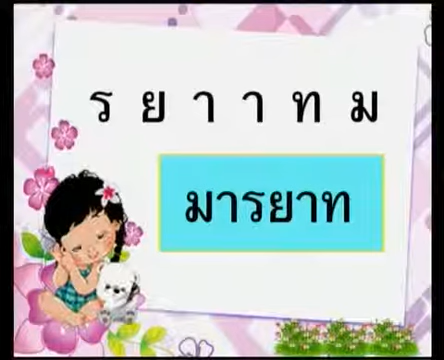 ร ย า า ท ม
มารยาท